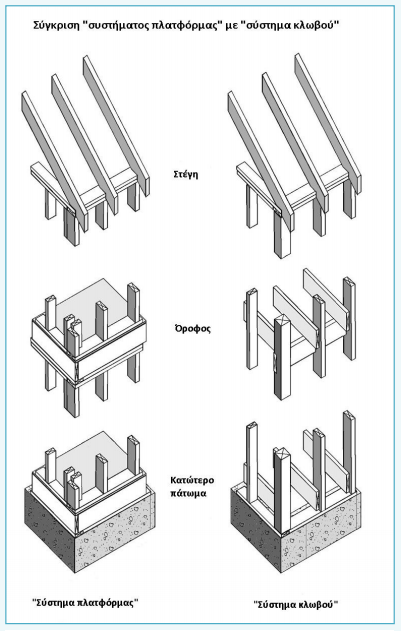 Σύγκριση "συστήματος πλατφόρμας" με "σύστημα κλωβού"
Στέγη
Όροφος
Κατώτερο
πάτωμα
"Σύστημα πλατφόρμας"
"Σύστημα κλωβού"